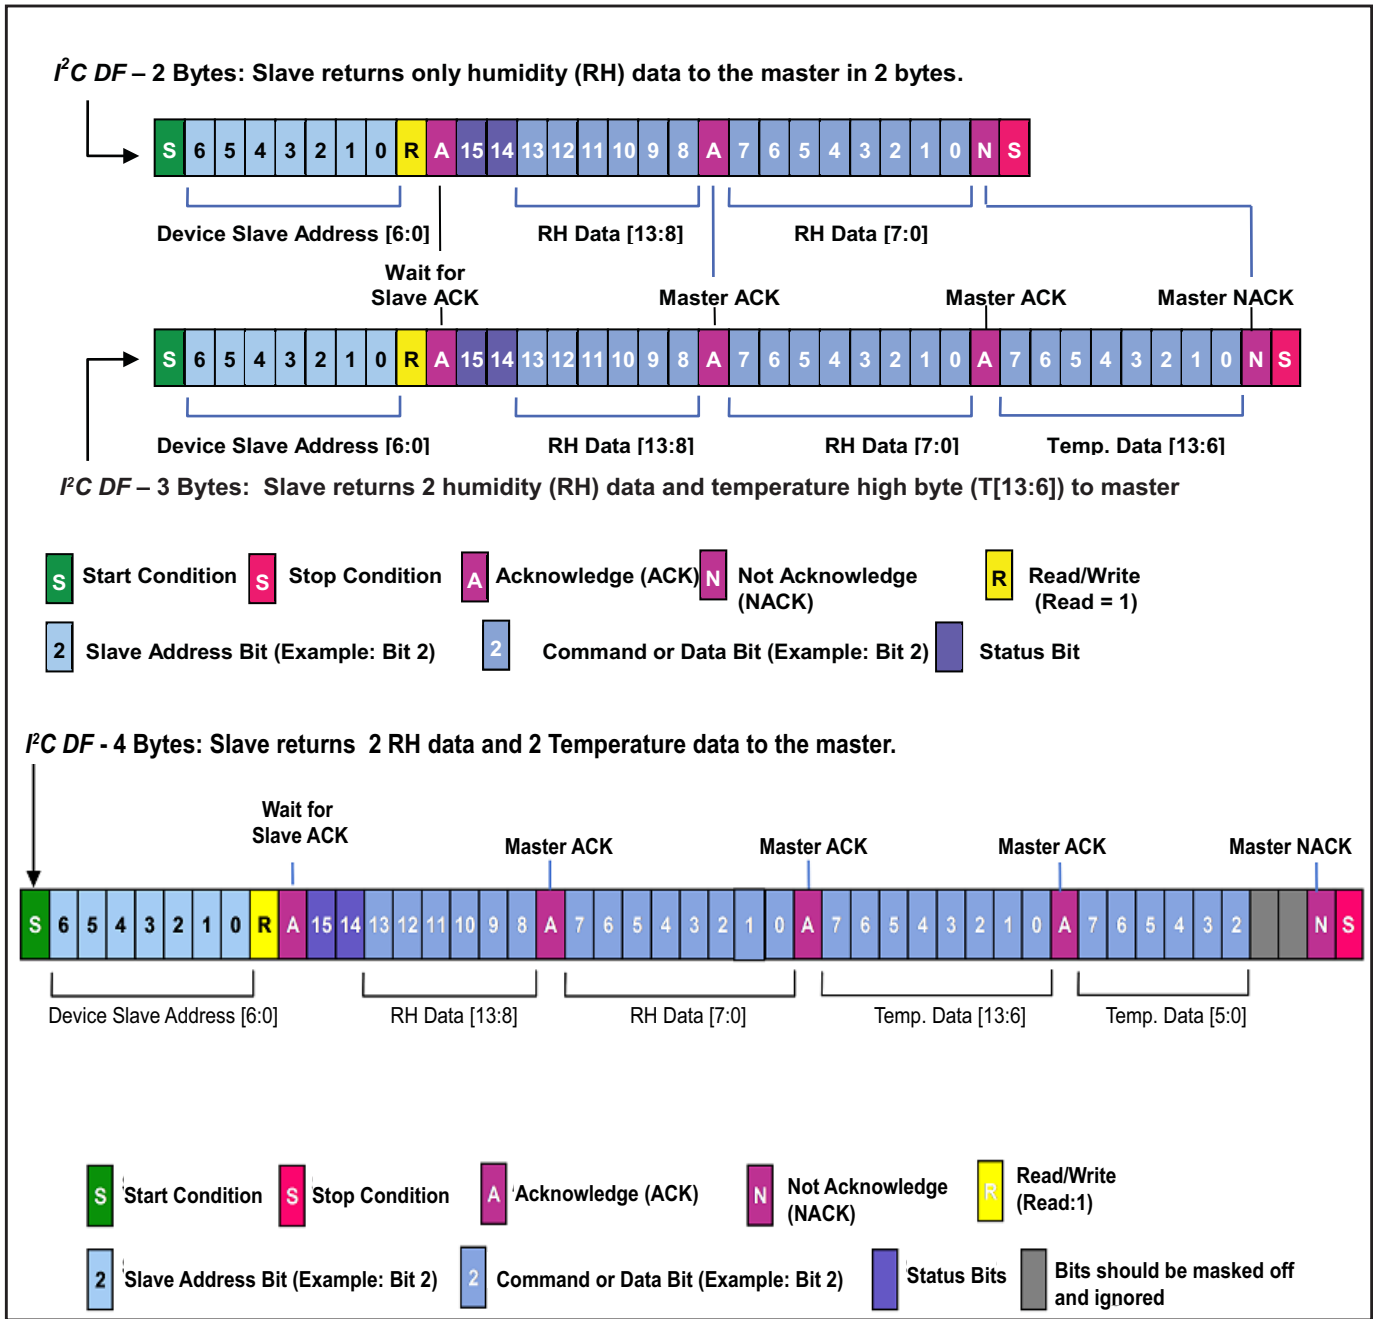 I²C DF – 2 Bytes: Slave returns only humidity (RH) data to the master in 2 bytes.
S 6 5 4 3 2 1 0 R A 15 14 13 12 11 10 9 8 A 7 6 5 4 3 2 1 0 N S
Device Slave Address [6:0] RH Data [13:8] RH Data [7:0]
Wait for
Slave ACK Master ACK Master ACK Master NACK
S 6 5 4 3 2 1 0 R A 15 14 13 12 11 10 9 8 A 7 6 5 4 3 2 1 0 A 7 6 5 4 3 2 1 0 N S
Device Slave Address [6:0] RH Data [13:8] RH Data [7:0] Temp. Data [13:6]
I²C DF – 3 Bytes: Slave returns 2 humidity (RH) data and temperature high byte (T[13:6]) to master
S Start Condition S Stop Condition A Acknowledge (ACK) N Not Acknowledge R Read/Write
(NACK) (Read = 1)
2 Slave Address Bit (Example: Bit 2) 2 Command or Data Bit (Example: Bit 2) Status Bit
I²C DF - 4 Bytes: Slave returns 2 RH data and 2 Temperature data to the master.
Wait for
Slave ACK Master ACK Master ACK Master ACK Master NACK
S 6 5 4 3 2 1 0 R A 15 14 13 12 11 10 9 8 A 7 6 5 4 3 2 1 0 A 7 6 5 4 3 2 1 0 A 7 6 5 4 3 2 N S
Device Slave Address [6:0] RH Data [13:8] RH Data [7:0] Temp. Data [13:6] Temp. Data [5:0]
S Start Condition S Stop Condition A Acknowledge (ACK) N Not Acknowledge R Read/Write
(NACK) (Read:1)
2 Slave Address Bit (Example: Bit 2) 2 Command or Data Bit (Example: Bit 2) Status Bits Bits should be masked off
and ignored